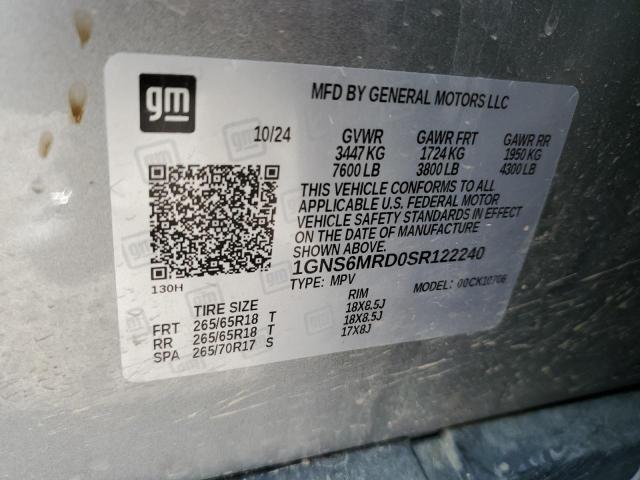 gm
MFD BY GENERAL MOTORS LLC
10/24 GVWR GAWR FRT GAWR RR
3447 KG 1724 KG 1950 KG
7600 LB 3800 LB 4300 LB
THIS VEHICLE CONFORMS TO ALL
APPLICABLE U.S. FEDERAL MOTOR
VEHICLE SAFETY STANDARDS IN EFFECT
ON THE DATE OF MANUFACTURE
SHOWN ABOVE.
1GNS6MRD0SR122240
130H
TYPE: MPV MODEL: 00CK10706
TIRE SIZE RIM
FRT 265/65R18 T 18X8.5J
RR 265/65R18 T 18X8.5J
SPA 265/70R17 S 17X8J